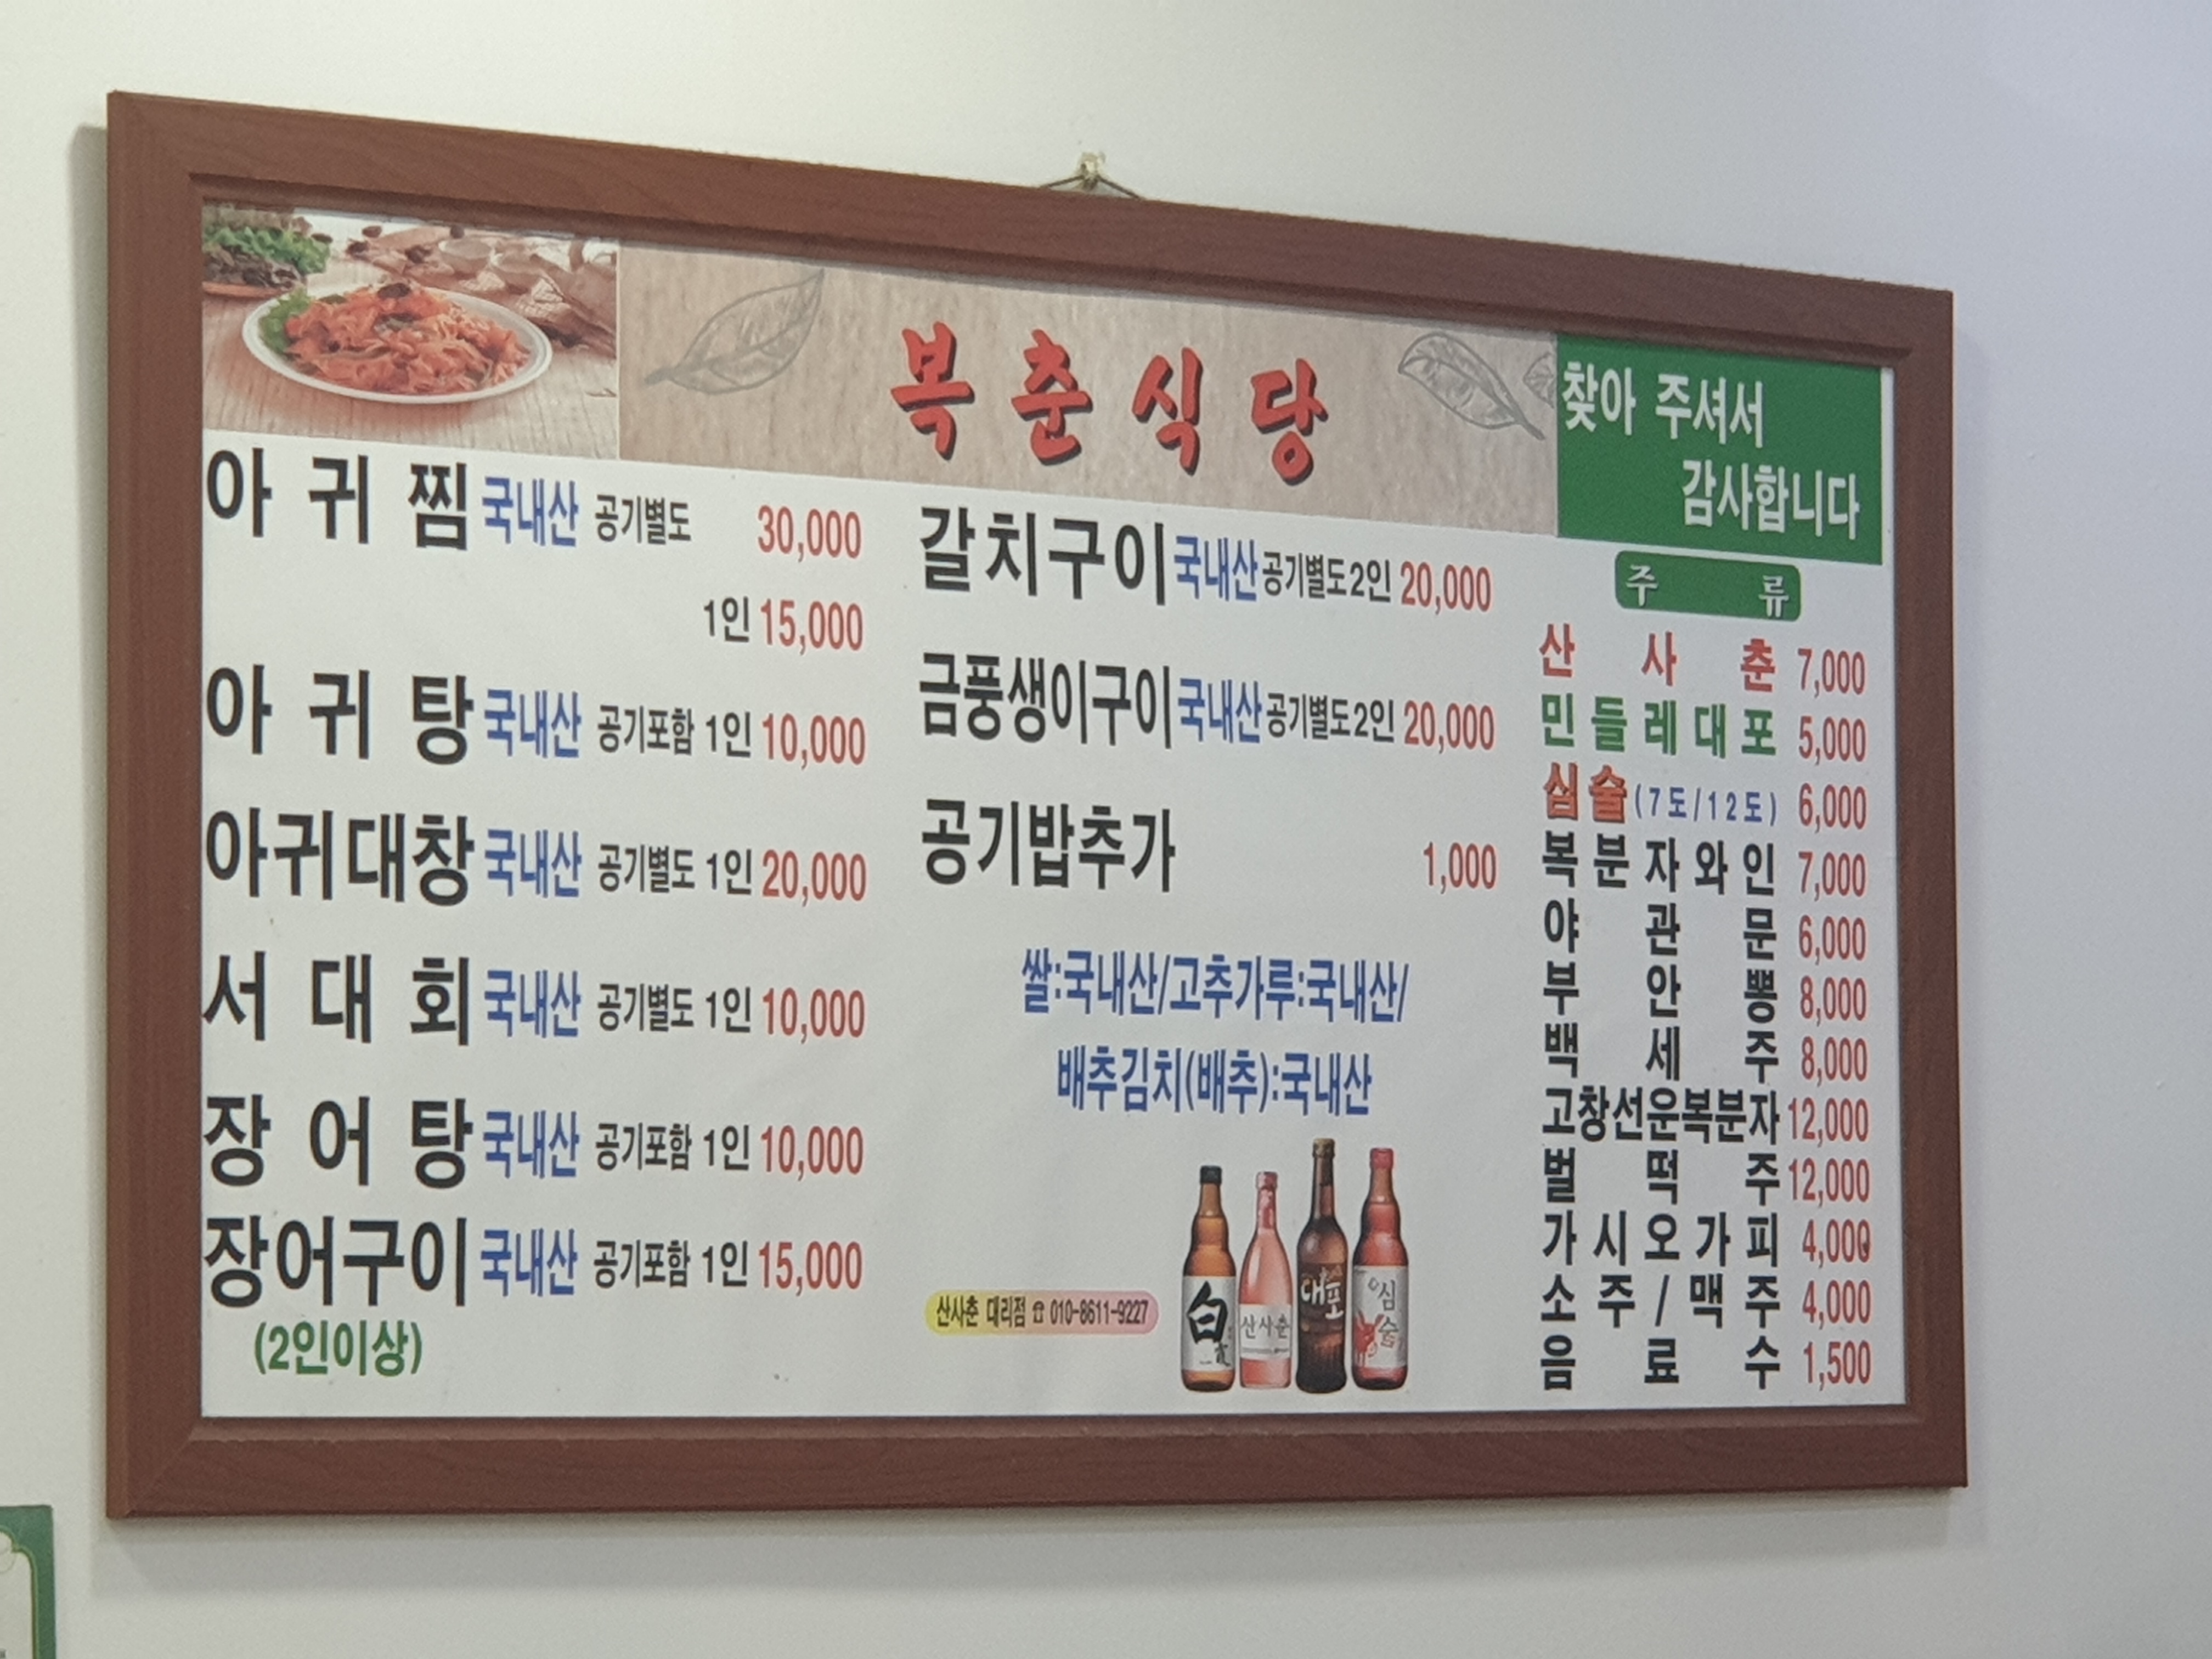 복춘식당
찾아 주셔서
감사합니다
아귀찜 국내산 공기별도 30,000
1인 15,000
아귀탕 국내산 공기포함 1인 10,000
아귀대창 국내산 공기별도 1인 20,000
서대회 국내산 공기별도 1인 10,000
장어탕 국내산 공기포함 1인 10,000
장어구이 국내산 공기포함 1인 15,000
(2인이상)
갈치구이 국내산 공기별도 2인 20,000
금풍생이구이 국내산 공기별도 2인 20,000
공기밥추가 1,000
쌀:국내산/고추가루:국내산/
배추김치(배추):국내산
산사춘 대리점 ☎ 010-8611-9227
白
산사춘
대포
심술
주류
산사춘 7,000
민들레대포 5,000
심술(7도/12도) 6,000
복분자와인 7,000
야관문 6,000
부안뽕 8,000
백세주 8,000
고창선운복분자 12,000
벌떡주 12,000
가시오가피 4,000
소주/맥주 4,000
음료수 1,500